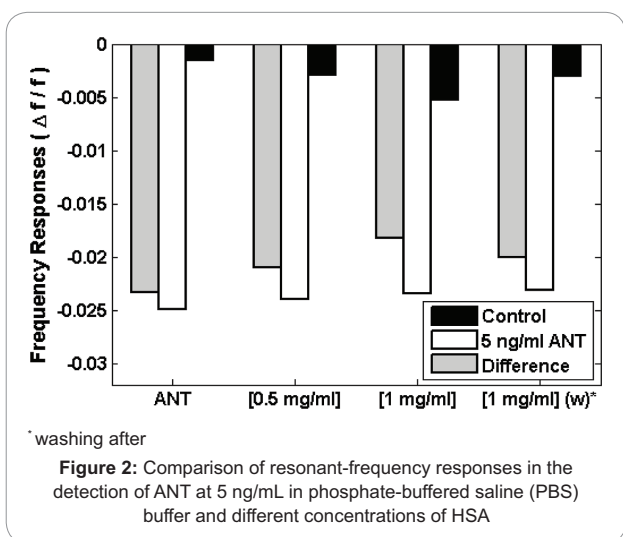 0
-0.005
-0.01
-0.015
-0.02
-0.025
-0.03
Frequency Responses ( Δ f / f )
Control
5 ng/ml ANT
Difference
ANT [0.5 mg/ml] [1 mg/ml] [1 mg/ml] (w)*
*washing after
Figure 2: Comparison of resonant-frequency responses in the
detection of ANT at 5 ng/mL in phosphate-buffered saline (PBS)
buffer and different concentrations of HSA